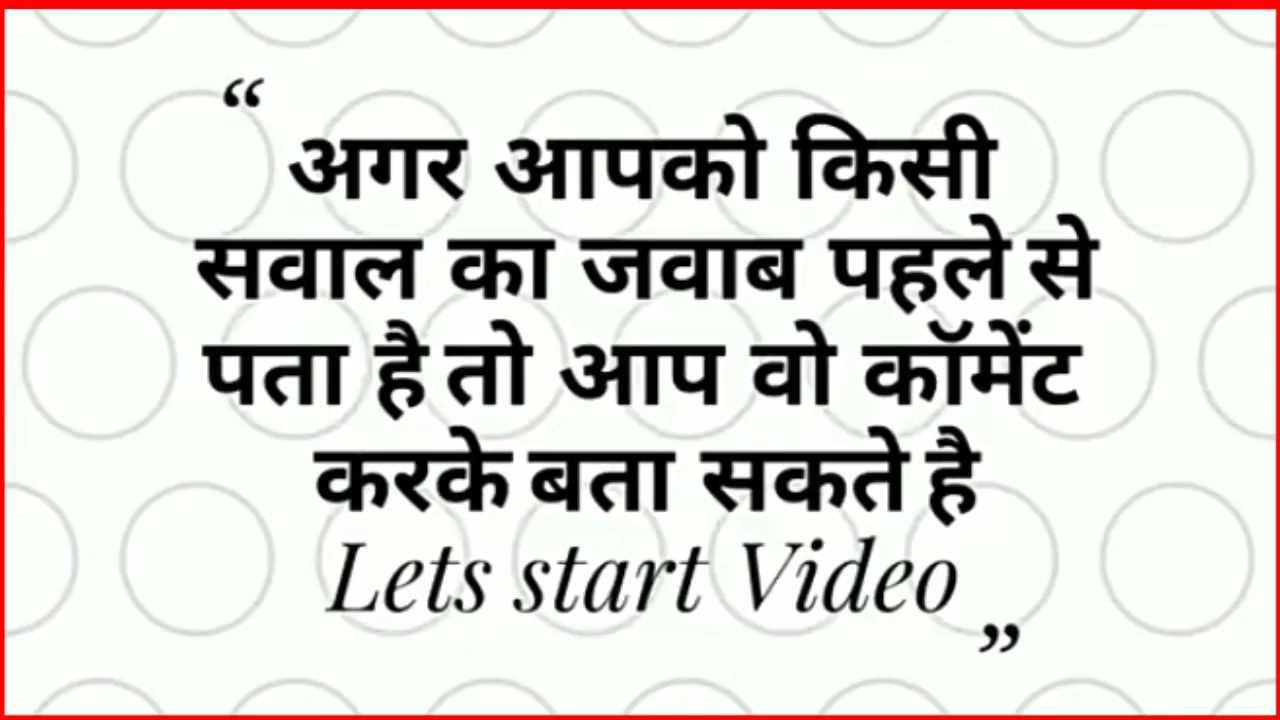 “
अगर आपको किसी
सवाल का जवाब पहले से
पता है तो आप वो कॉमेंट
करके बता सकते है
Lets start Video
”